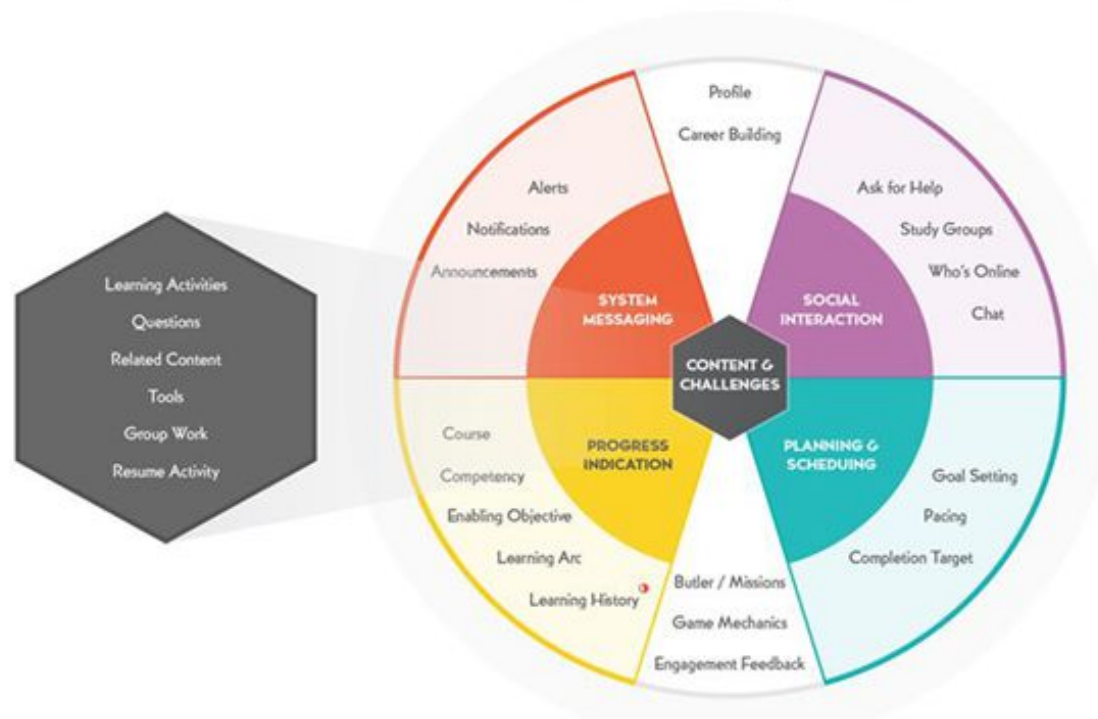 Learning Activities
Questions
Related Content
Tools
Group Work
Resume Activity
Profile
Career Building
Alerts
Notifications
Announcements
SYSTEM
MESSAGING
Ask for Help
Study Groups
Who's Online
Chat
SOCIAL
INTERACTION
CONTENT &
CHALLENGES
PROGRESS
INDICATION
Course
Competency
Enabling Objective
Learning Arc
Learning History
PLANNING &
SCHEDUING
Goal Setting
Pacing
Completion Target
Butler / Missions
Game Mechanics
Engagement Feedback